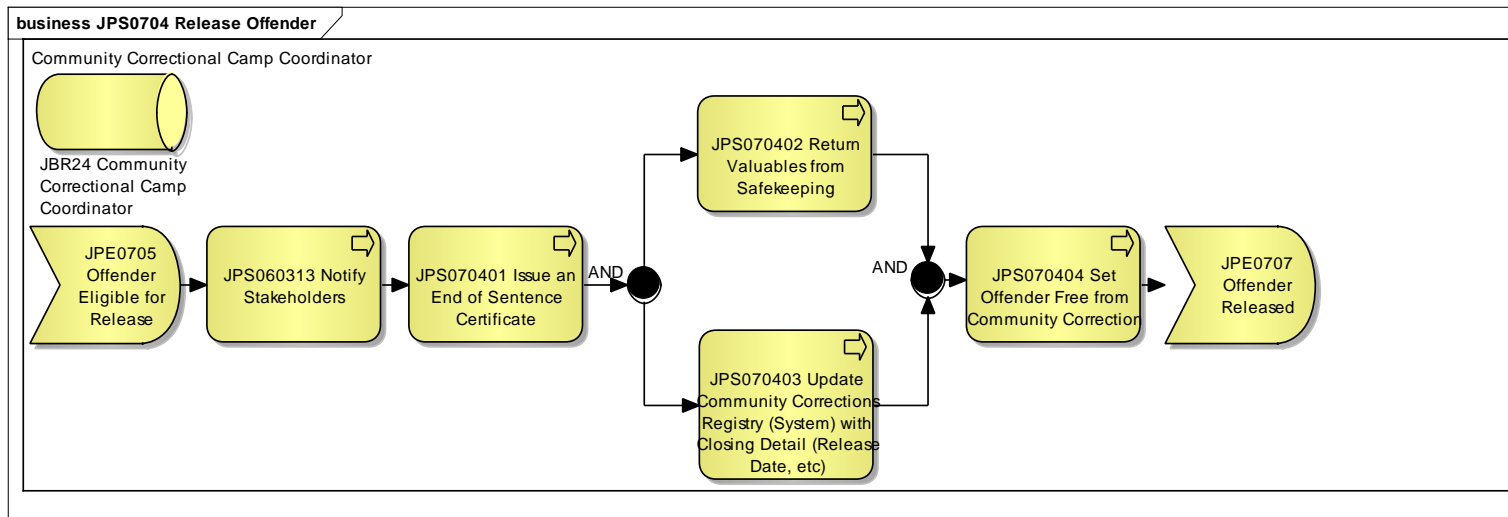 business JPS0704 Release Offender
Community Correctional Camp Coordinator
JBR24 Community
Correctional Camp
Coordinator
JPE0705
Offender
Eligible for
Release
JPS060313 Notify
Stakeholders
JPS070401 Issue an
End of Sentence
Certificate
AND
JPS070402 Return
Valuables from
Safekeeping
JPS070403 Update
Community Corrections
Registry (System) with
Closing Detail (Release
Date, etc)
AND
JPS070404 Set
Offender Free from
Community Correction
JPE0707
Offender
Released